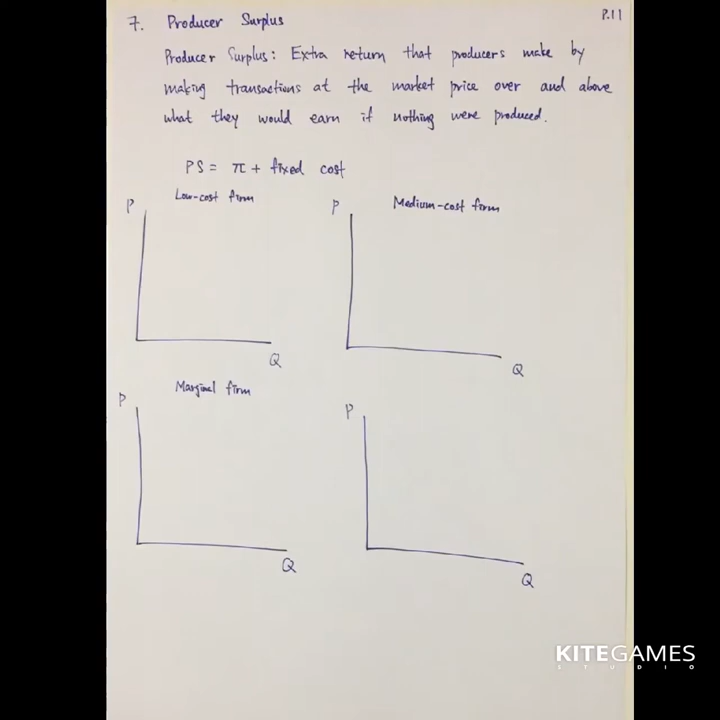 7. Producer Surplus
P.11
Producer Surplus: Extra return that producers make by
making transactions at the market price over and above
what they would earn if nothing were produced.
PS = π + fixed cost
Low-cost firm
Medium-cost firm
P
P
Q
Q
Marginal firm
P
P
Q
Q
KITEGAMES
STUDIO